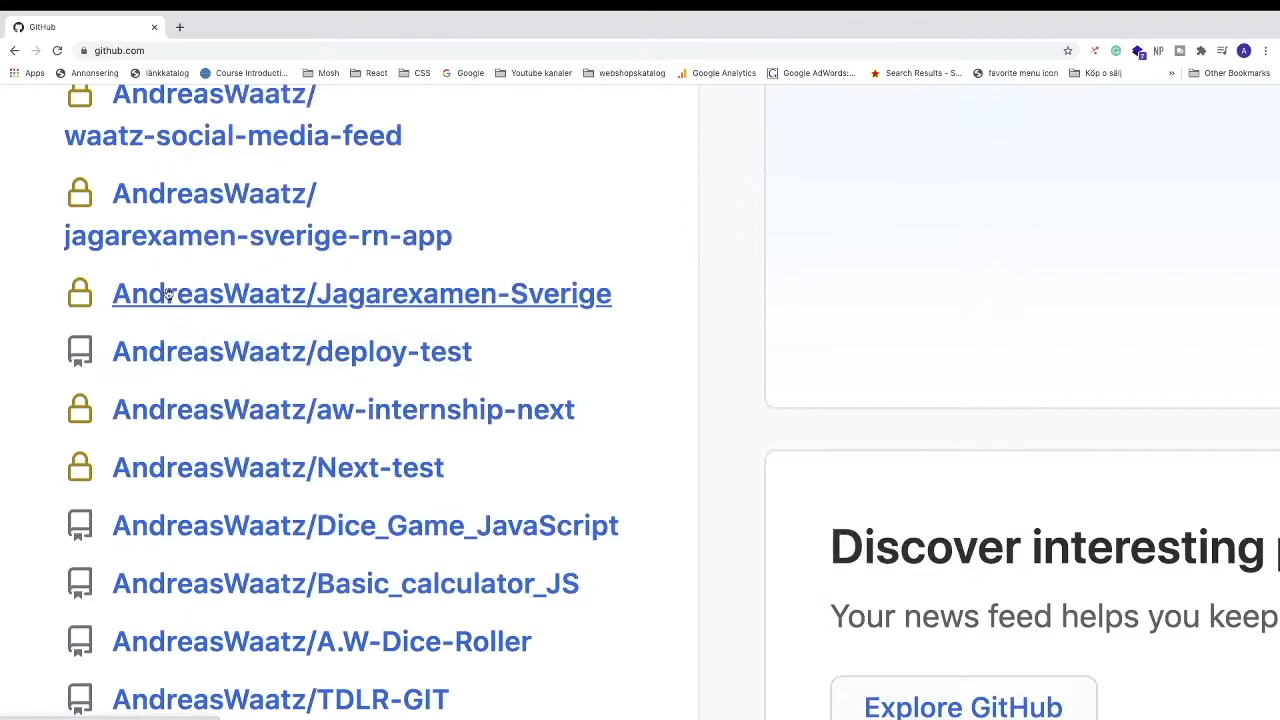 GitHub
github.com
NP
7
A
Apps
Annonsering
länkkatalog
Course Introducti...
Mosh
React
CSS
Google
Youtube kanaler
webshopskatalog
Google Analytics
Google AdWords:...
Search Results - S...
favorite menu icon
Köp o sälj
»
Other Bookmarks
AndreasWaatz/
waatz-social-media-feed
AndreasWaatz/
jagarexamen-sverige-rn-app
AndreasWaatz/Jagarexamen-Sverige
AndreasWaatz/deploy-test
AndreasWaatz/aw-internship-next
AndreasWaatz/Next-test
AndreasWaatz/Dice_Game_JavaScript
AndreasWaatz/Basic_calculator_JS
AndreasWaatz/A.W-Dice-Roller
AndreasWaatz/TDLR-GIT
Discover interesting
Your news feed helps you keep
Explore GitHub